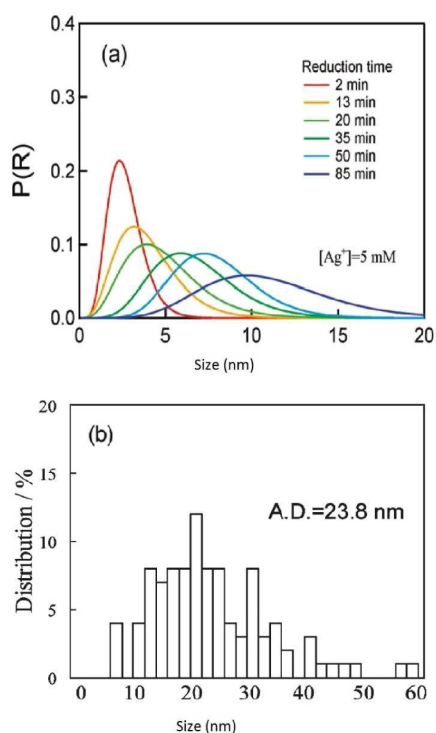 (a)
0.4
0.3
0.2
0.1
0.0
P(R)
Reduction time
2 min
13 min
20 min
35 min
50 min
85 min
[Ag⁺]=5 mM
0 5 10 15 20
Size (nm)
(b)
20
15
10
5
0
Distribution / %
A.D.=23.8 nm
0 10 20 30 40 50 60
Size (nm)